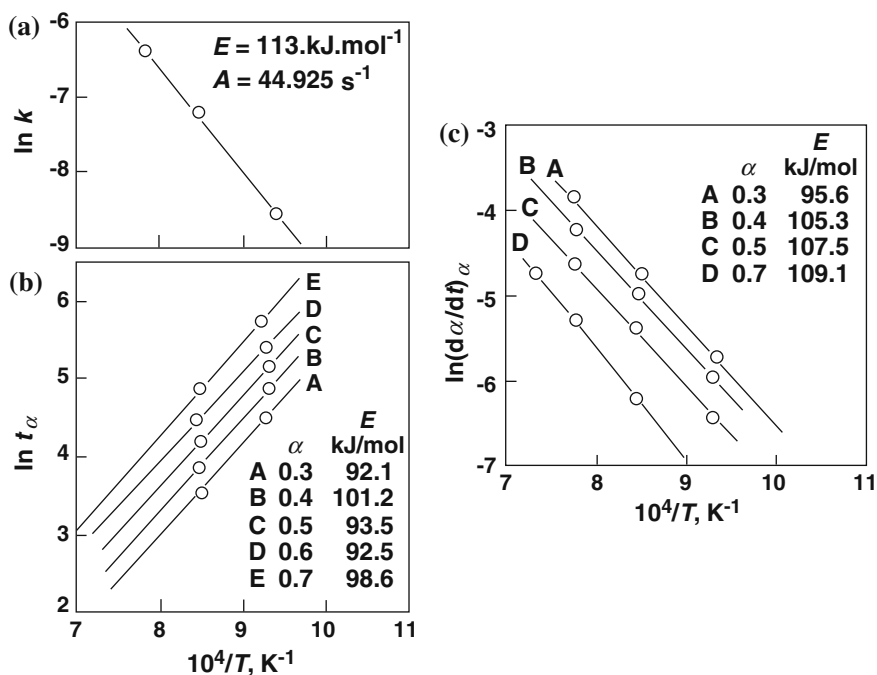 (a)
-6
-7
-8
-9
ln k
E = 113.kJ.mol-1
A = 44.925 s-1
(b)
6
5
4
3
2
ln tα
E
D
C
B
A
α E kJ/mol
A 0.3 92.1
B 0.4 101.2
C 0.5 93.5
D 0.6 92.5
E 0.7 98.6
7 8 9 10 11
10⁴/T, K-1
(c)
-3
-4
-5
-6
-7
ln(dα/dt)α
B A
C
D
E
α kJ/mol
A 0.3 95.6
B 0.4 105.3
C 0.5 107.5
D 0.7 109.1
7 8 9 10 11
10⁴/T, K-1